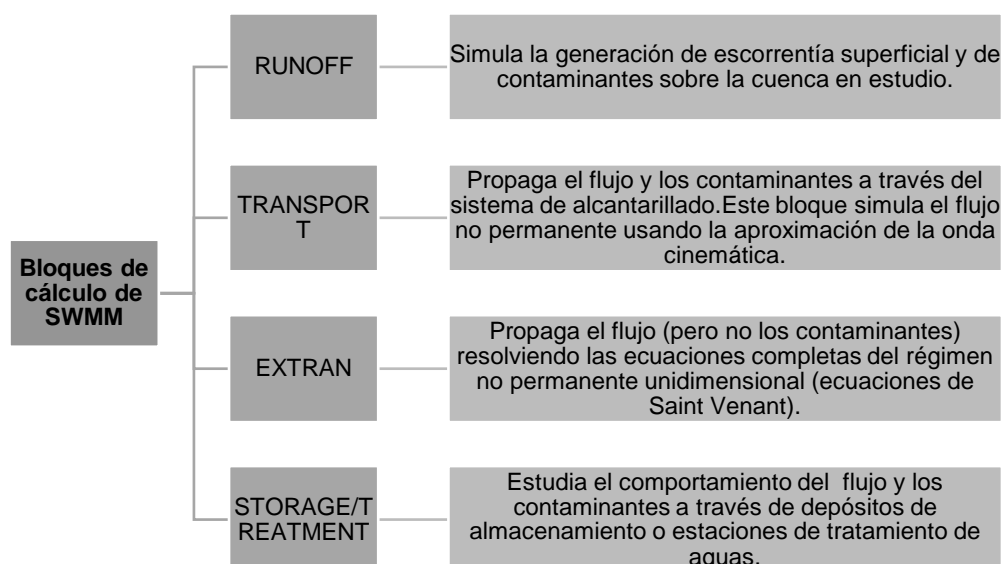 RUNOFF
Simula la generación de escorrentía superficial y de
contaminantes sobre la cuenca en estudio.
TRANSPOR
T
Propaga el flujo y los contaminantes a través del
sistema de alcantarillado.Este bloque simula el flujo
no permanente usando la aproximación de la onda
cinemática.
Bloques de
cálculo de
SWMM
EXTRAN
Propaga el flujo (pero no los contaminantes)
resolviendo las ecuaciones completas del régimen
no permanente unidimensional (ecuaciones de
Saint Venant).
STORAGE/T
REATMENT
Estudia el comportamiento del flujo y los
contaminantes a través de depósitos de
almacenamiento o estaciones de tratamiento de
aguas.